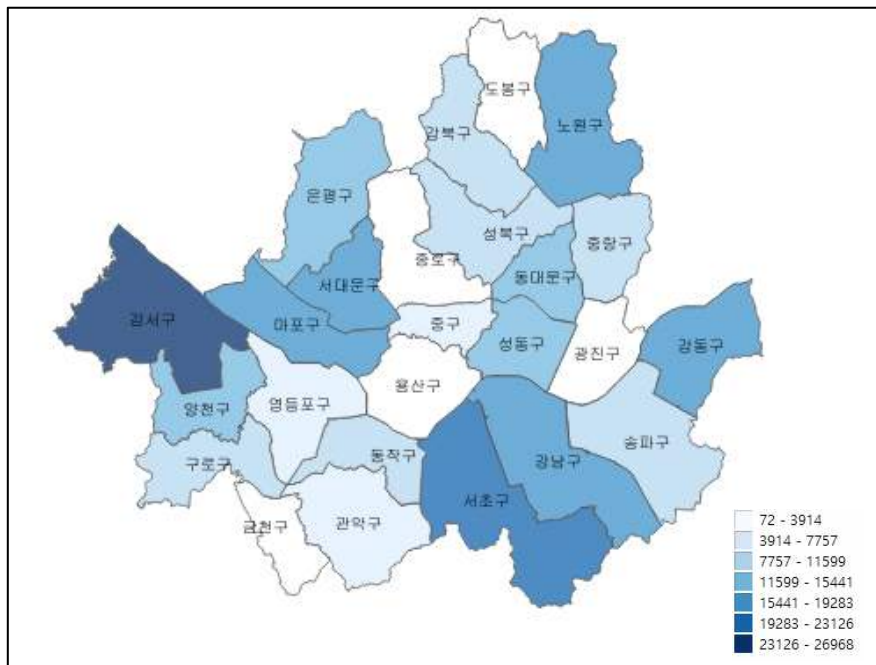 도봉구
노원구
강북구
은평구
성북구
중랑구
종로구
서대문구
동대문구
강서구
마포구
중구
성동구
광진구
강동구
용산구
양천구
영등포구
송파구
구로구
동작구
강남구
서초구
금천구
관악구
72 - 3914
3914 - 7757
7757 - 11599
11599 - 15441
15441 - 19283
19283 - 23126
23126 - 26968